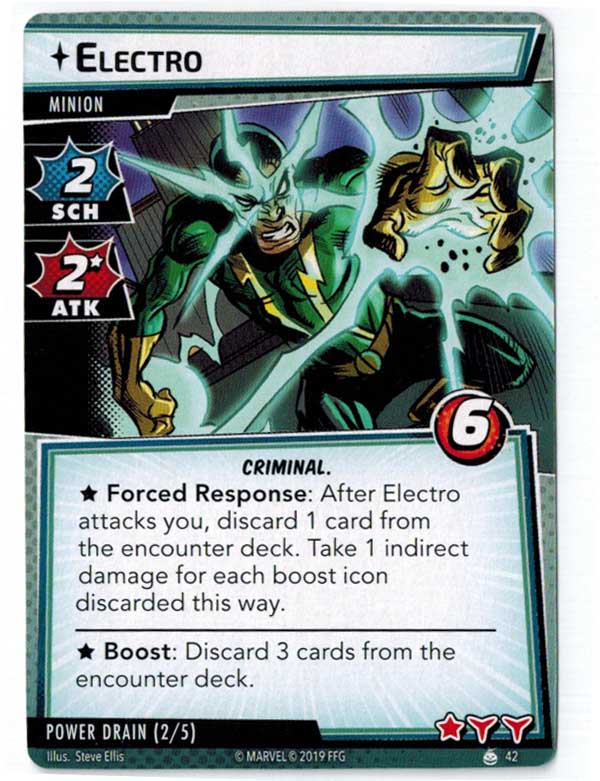 ELECTRO
MINION
2
SCH
2
ATK
6
CRIMINAL.
★ Forced Response: After Electro
attacks you, discard 1 card from
the encounter deck. Take 1 indirect
damage for each boost icon
discarded this way.
★ Boost: Discard 3 cards from the
encounter deck.
POWER DRAIN (2/5)
Illus. Steve Ellis © MARVEL © 2019 FFG 42